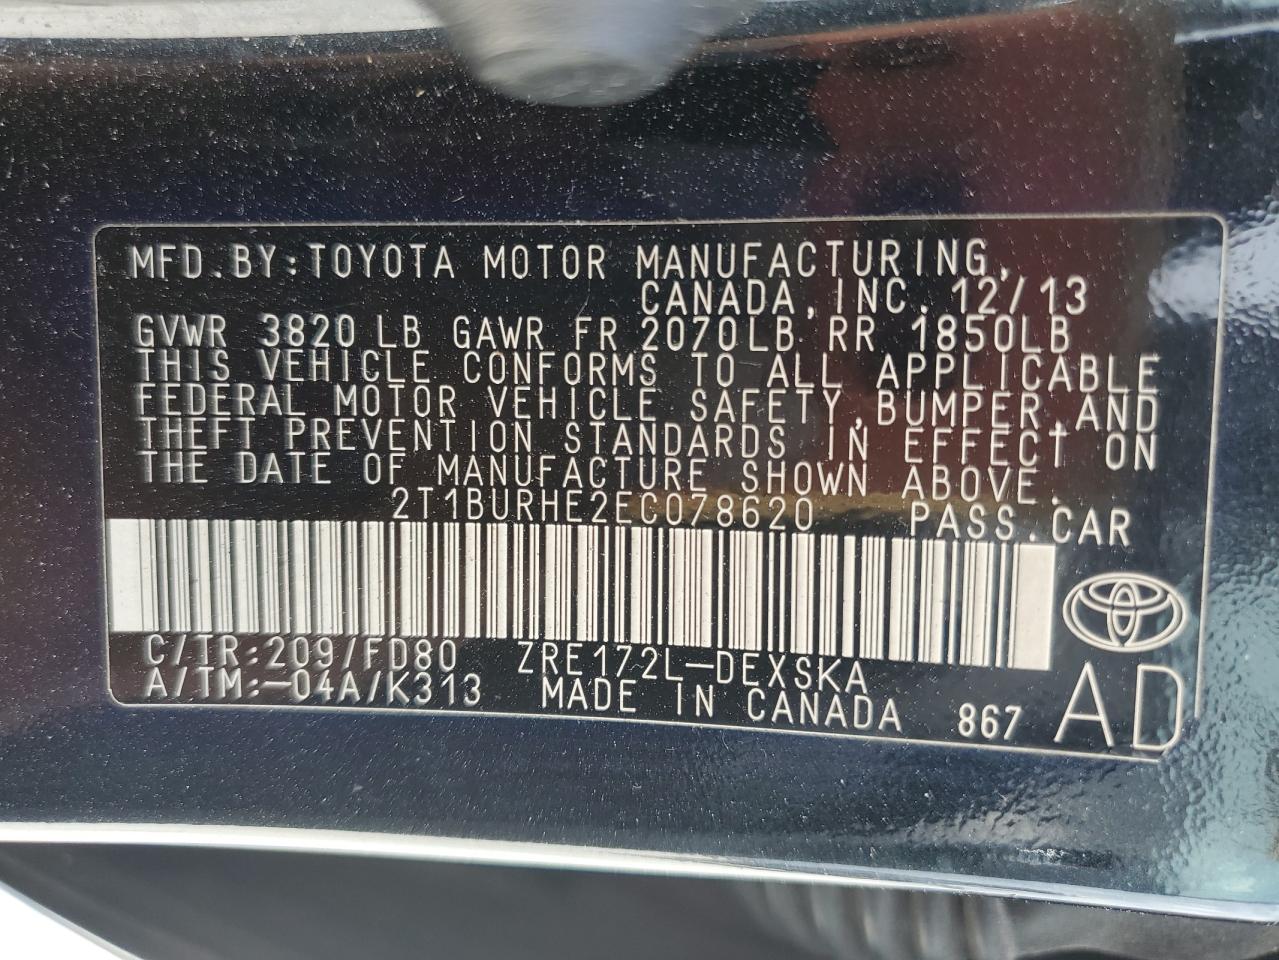 MFD.BY:TOYOTA MOTOR MANUFACTURING,
CANADA,INC. 12/13
GVWR 3820 LB GAWR FR 2070LB RR 1850LB
THIS VEHICLE CONFORMS TO ALL APPLICABLE
FEDERAL MOTOR VEHICLE SAFETY,BUMPER,AND
THEFT PREVENTION STANDARDS IN EFFECT ON
THE DATE OF MANUFACTURE SHOWN ABOVE.
2T1BURHE2EC078620 PASS.CAR
C/TR:209/FD80 ZRE172L-DEXSKA
A/TM:-04A/K313 MADE IN CANADA 867 AD